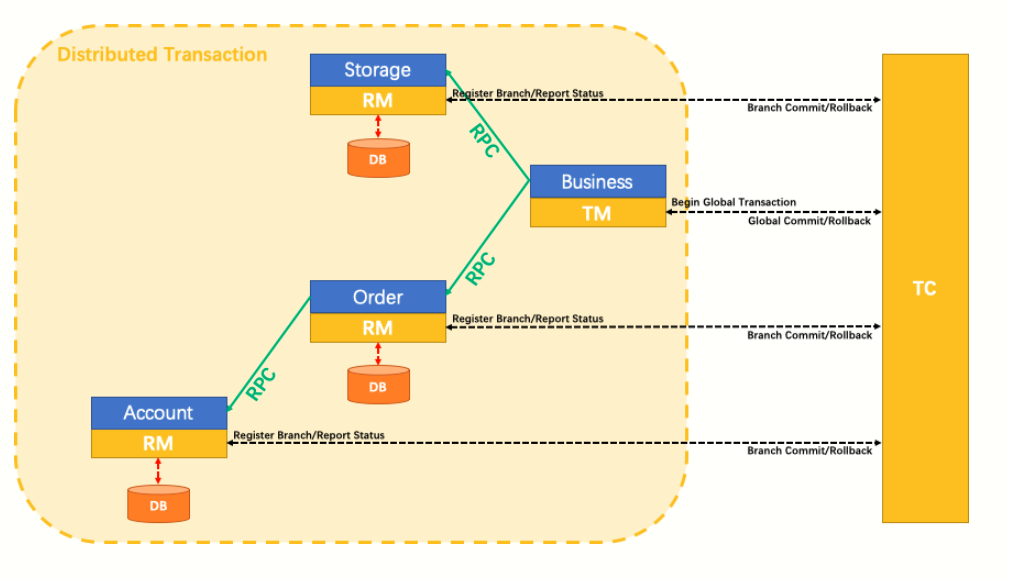 Distributed Transaction
Storage
RM
Register Branch/Report Status
Branch Commit/Rollback
DB
RPC
Business
TM
Begin Global Transaction
Global Commit/Rollback
RPC
TC
Order
RM
Register Branch/Report Status
Branch Commit/Rollback
DB
RPC
Account
RM
Register Branch/Report Status
Branch Commit/Rollback
DB